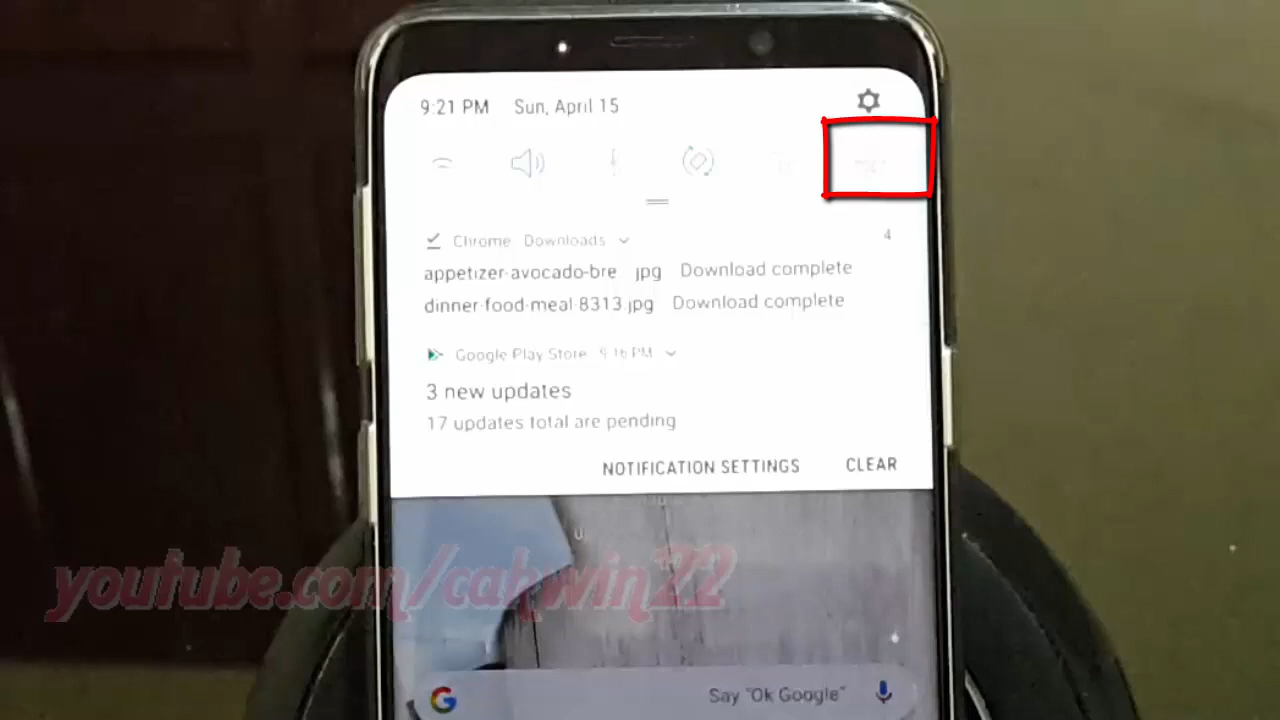 9:21 PM Sun, April 15
Chrome Downloads 4
appetizer-avocado-bre jpg Download complete
dinner-food-meal-8313 jpg Download complete
Google Play Store 9 16 PM
3 new updates
17 updates total are pending
NOTIFICATION SETTINGS CLEAR
youtube.com/cahwin22
G Say "Ok Google"